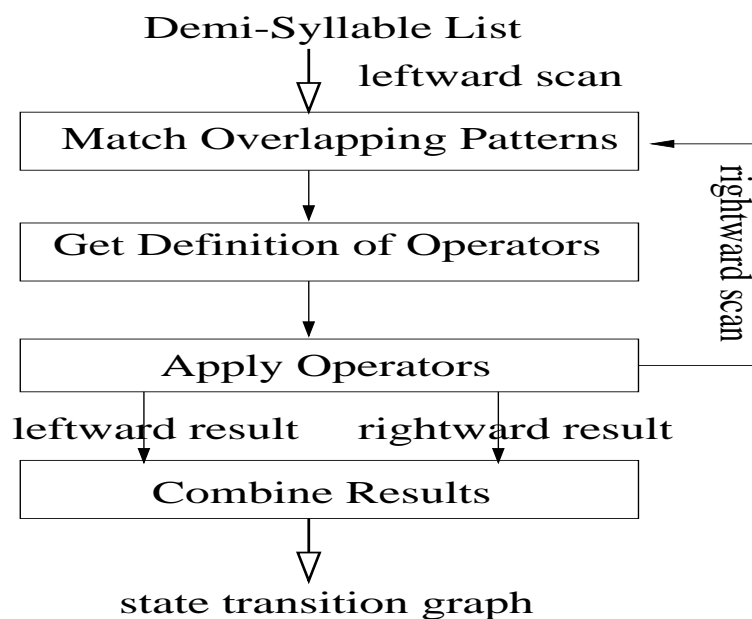 Demi-Syllable List
leftward scan
Match Overlapping Patterns
rightward scan
Get Definition of Operators
Apply Operators
leftward result
rightward result
Combine Results
state transition graph